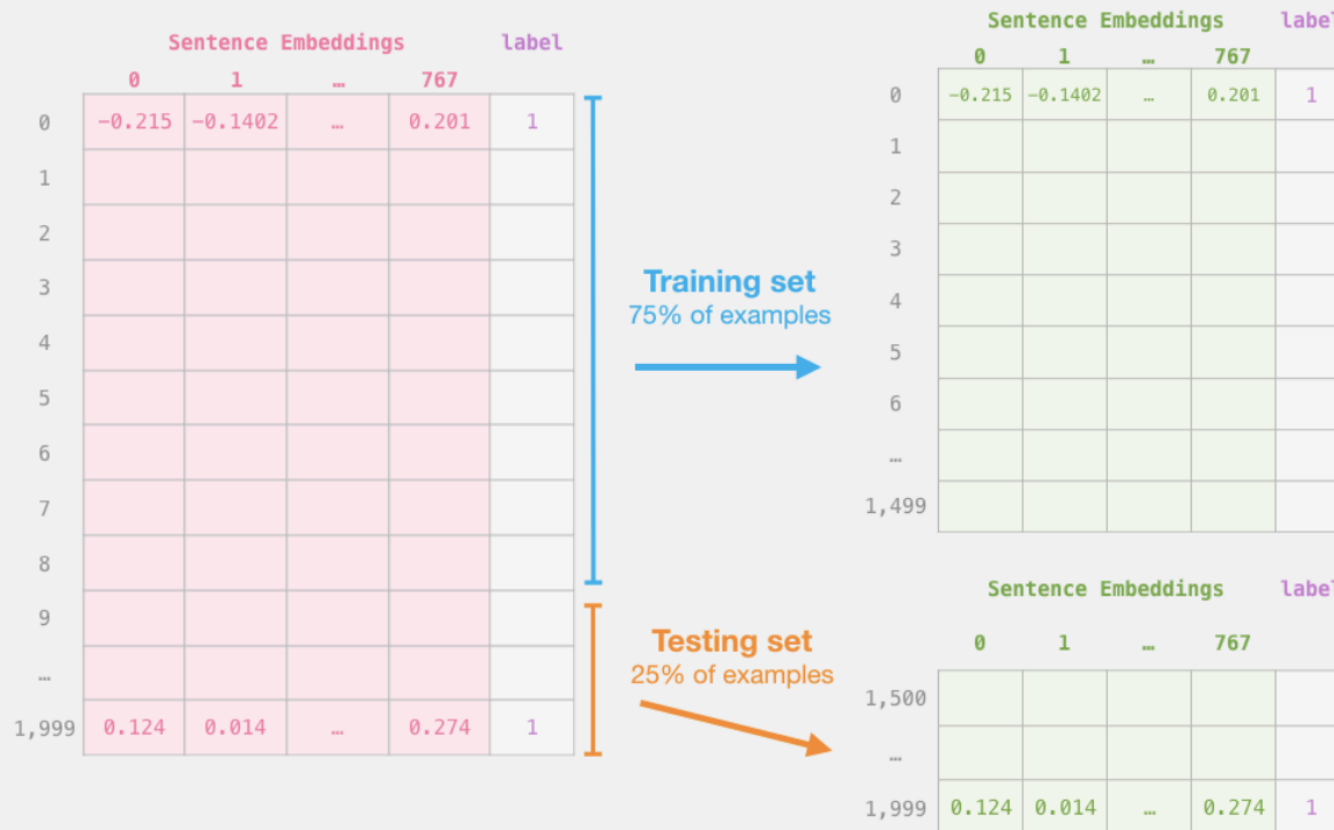 Sentence Embeddings label
0 1 … 767
0 -0.215 -0.1402 … 0.201 1
1
2
3
4
5
6
7
8
9
…
1,999 0.124 0.014 … 0.274 1
Training set
75% of examples
Testing set
25% of examples
Sentence Embeddings label
0 1 … 767
0 -0.215 -0.1402 … 0.201 1
1
2
3
4
5
6
…
1,499
Sentence Embeddings label
0 1 … 767
1,500
…
1,999 0.124 0.014 … 0.274 1